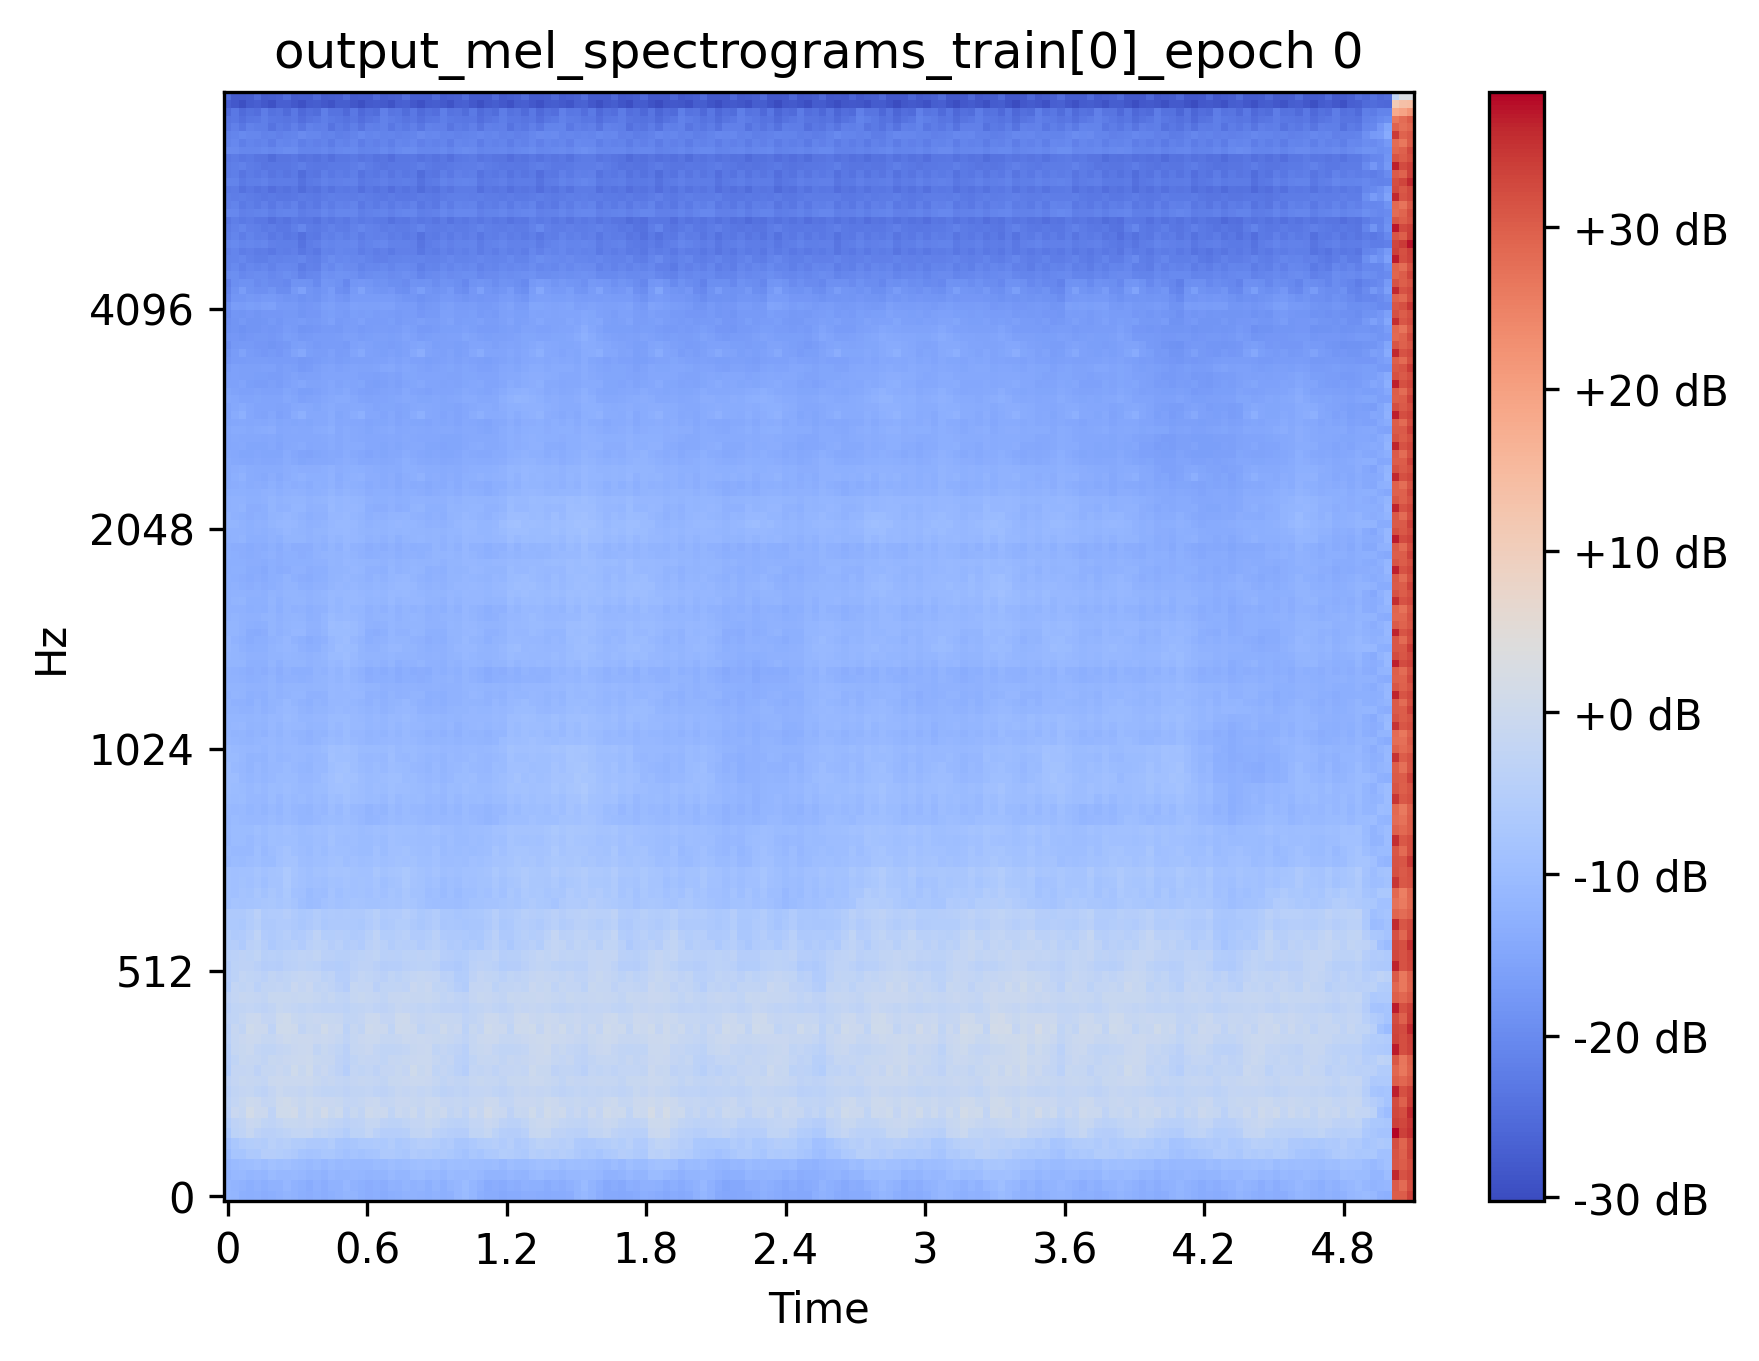 output_mel_spectrograms_train[0]_epoch 0
Hz
4096
2048
1024
512
0
0 0.6 1.2 1.8 2.4 3 3.6 4.2 4.8
Time
+30 dB
+20 dB
+10 dB
+0 dB
-10 dB
-20 dB
-30 dB